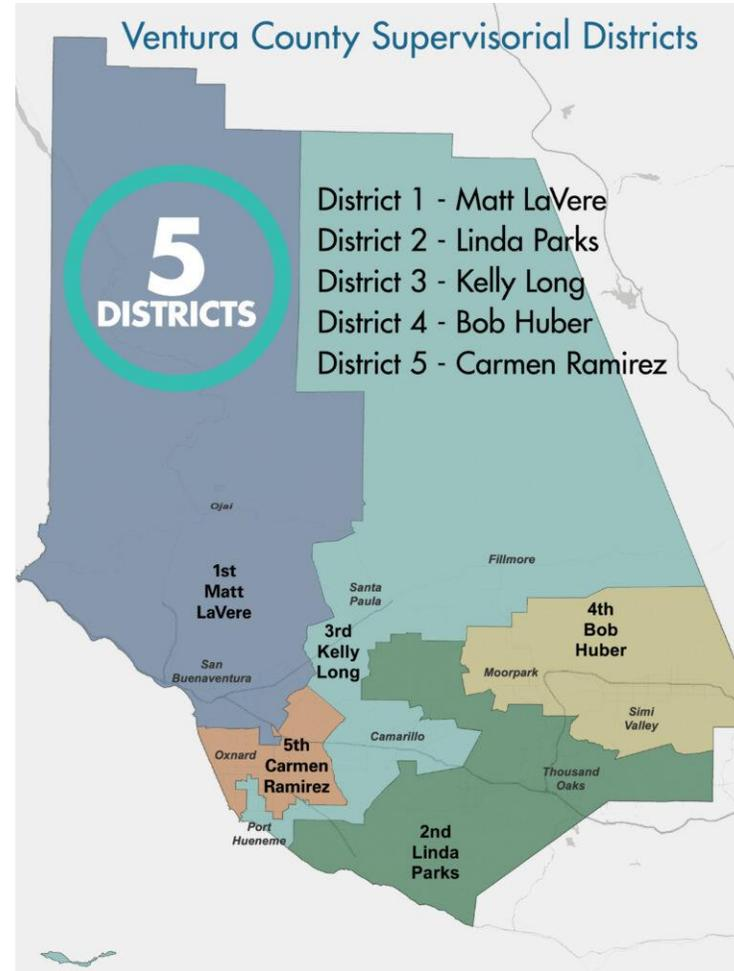 Ventura County Supervisorial Districts
5
DISTRICTS
District 1 - Matt LaVere
District 2 - Linda Parks
District 3 - Kelly Long
District 4 - Bob Huber
District 5 - Carmen Ramirez
Ojai
1st
Matt
LaVere
Fillmore
Santa
Paula
3rd
Kelly
Long
4th
Bob
Huber
San
Buenaventura
Moorpark
Simi
Valley
Oxnard
5th
Carmen
Ramirez
Camarillo
Thousand
Oaks
Port
Hueneme
2nd
Linda
Parks